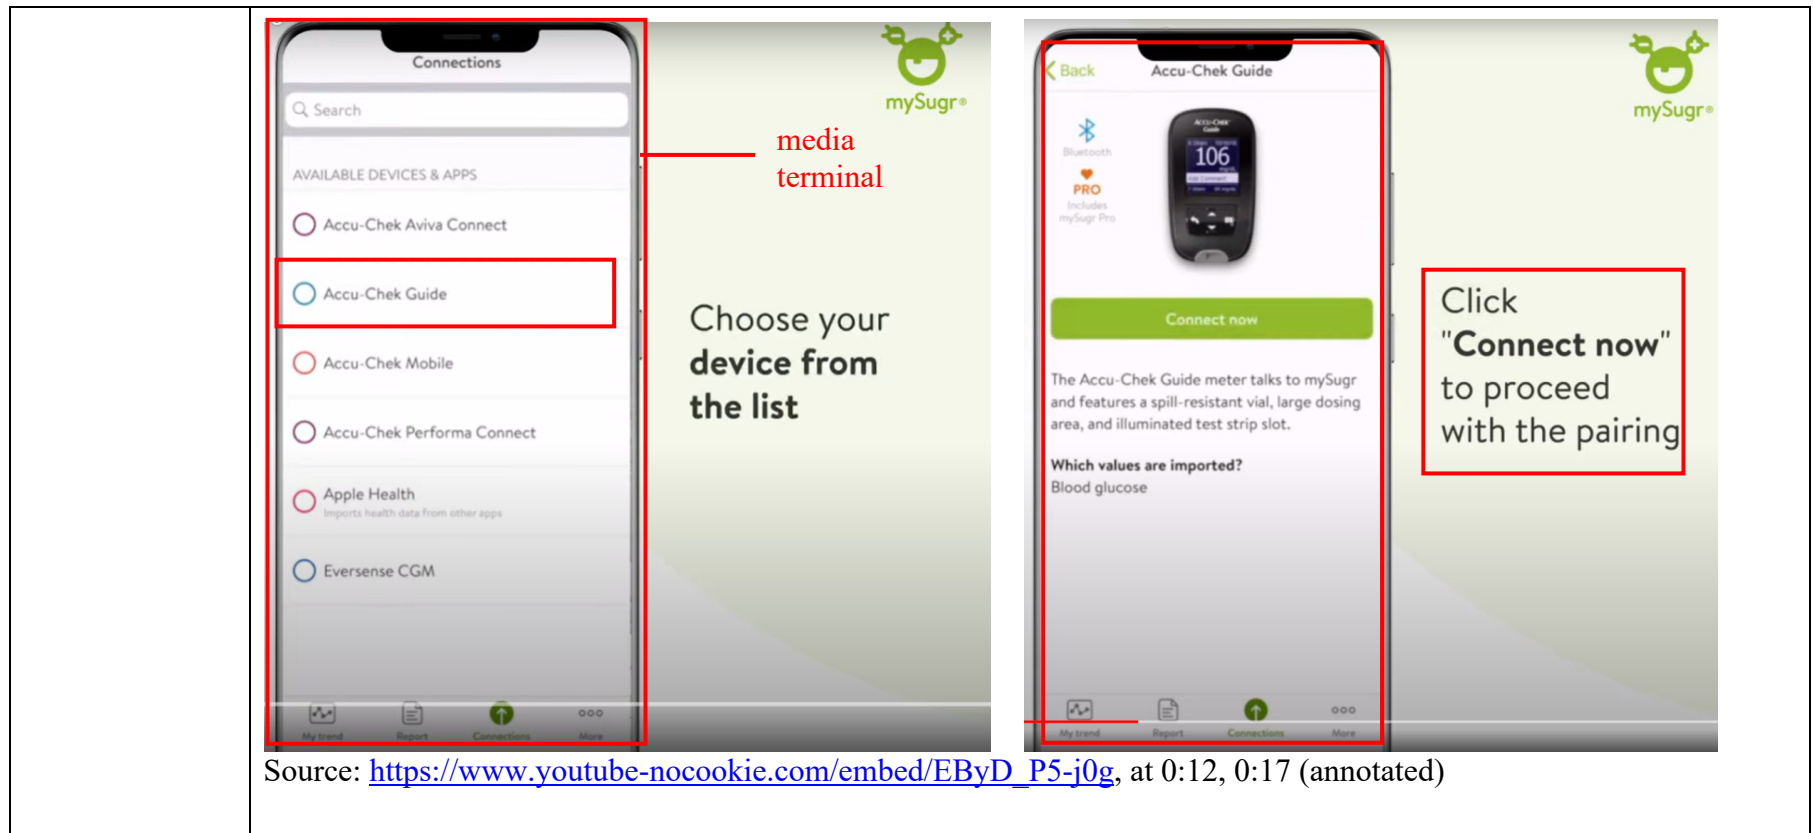 Connections
Search
AVAILABLE DEVICES & APPS
Accu-Chek Aviva Connect
Accu-Chek Guide
Accu-Chek Mobile
Accu-Chek Performa Connect
Apple Health
Imports health data from other apps
Eversense CGM
My trend
Report
Connections
More
mySugr®
media
terminal
Choose your
device from
the list
Back
Accu-Chek Guide
Bluetooth
PRO
Includes
mySugr Pro
ACCU-CHEK
Guide
106
Connect now
The Accu-Chek Guide meter talks to mySugr
and features a spill-resistant vial, large dosing
area, and illuminated test strip slot.
Which values are imported?
Blood glucose
My trend
Report
Connections
More
mySugr®
Click
"Connect now"
to proceed
with the pairing
Source: https://www.youtube-nocookie.com/embed/EByD_P5-j0g, at 0:12, 0:17 (annotated)